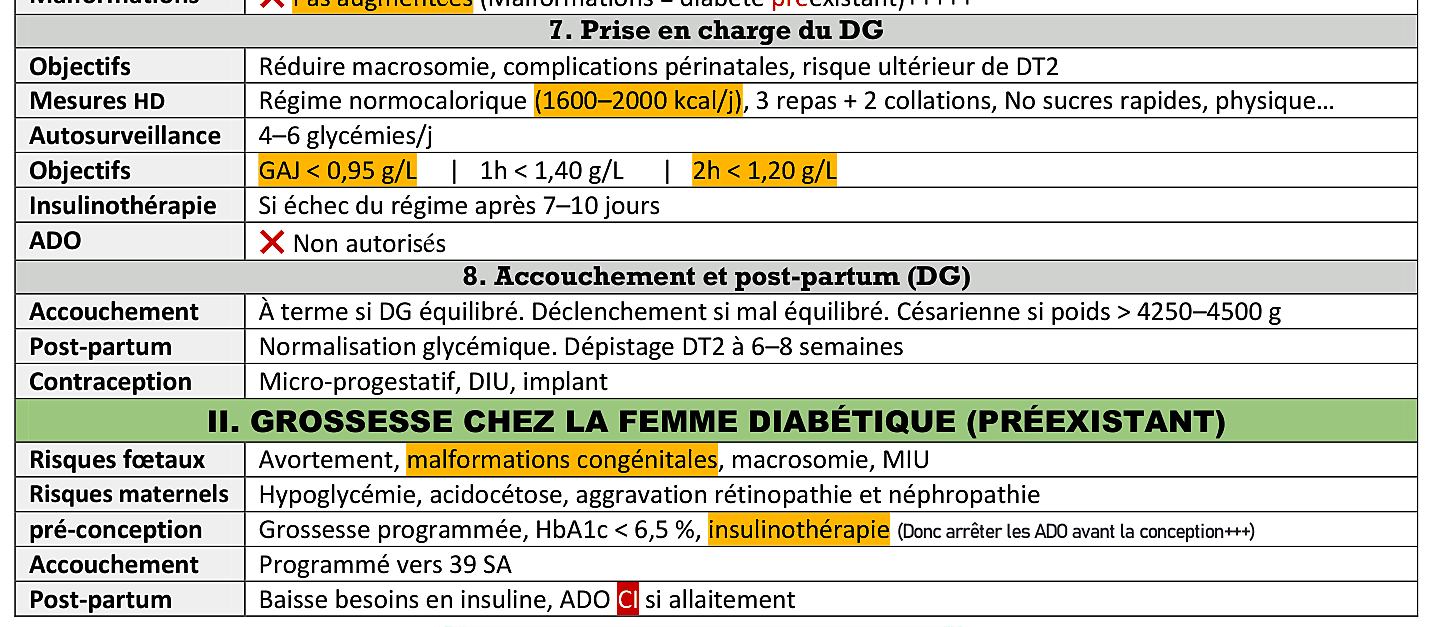 Malformations ❌ Pas augmentées (Malformations = diabète préexistant)+++++
7. Prise en charge du DG
Objectifs Réduire macrosomie, complications périnatales, risque ultérieur de DT2
Mesures HD Régime normocalorique (1600–2000 kcal/j), 3 repas + 2 collations, No sucres rapides, physique…
Autosurveillance 4–6 glycémies/j
Objectifs GAJ < 0,95 g/L | 1h < 1,40 g/L | 2h < 1,20 g/L
Insulinothérapie Si échec du régime après 7–10 jours
ADO ❌ Non autorisés
8. Accouchement et post-partum (DG)
Accouchement À terme si DG équilibré. Déclenchement si mal équilibré. Césarienne si poids > 4250–4500 g
Post-partum Normalisation glycémique. Dépistage DT2 à 6–8 semaines
Contraception Micro-progestatif, DIU, implant
II. GROSSESSE CHEZ LA FEMME DIABÉTIQUE (PRÉEXISTANT)
Risques fœtaux Avortement, malformations congénitales, macrosomie, MIU
Risques maternels Hypoglycémie, acidocétose, aggravation rétinopathie et néphropathie
pré-conception Grossesse programmée, HbA1c < 6,5 %, insulinothérapie (Donc arrêter les ADO avant la conception+++)
Accouchement Programmé vers 39 SA
Post-partum Baisse besoins en insuline, ADO CI si allaitement